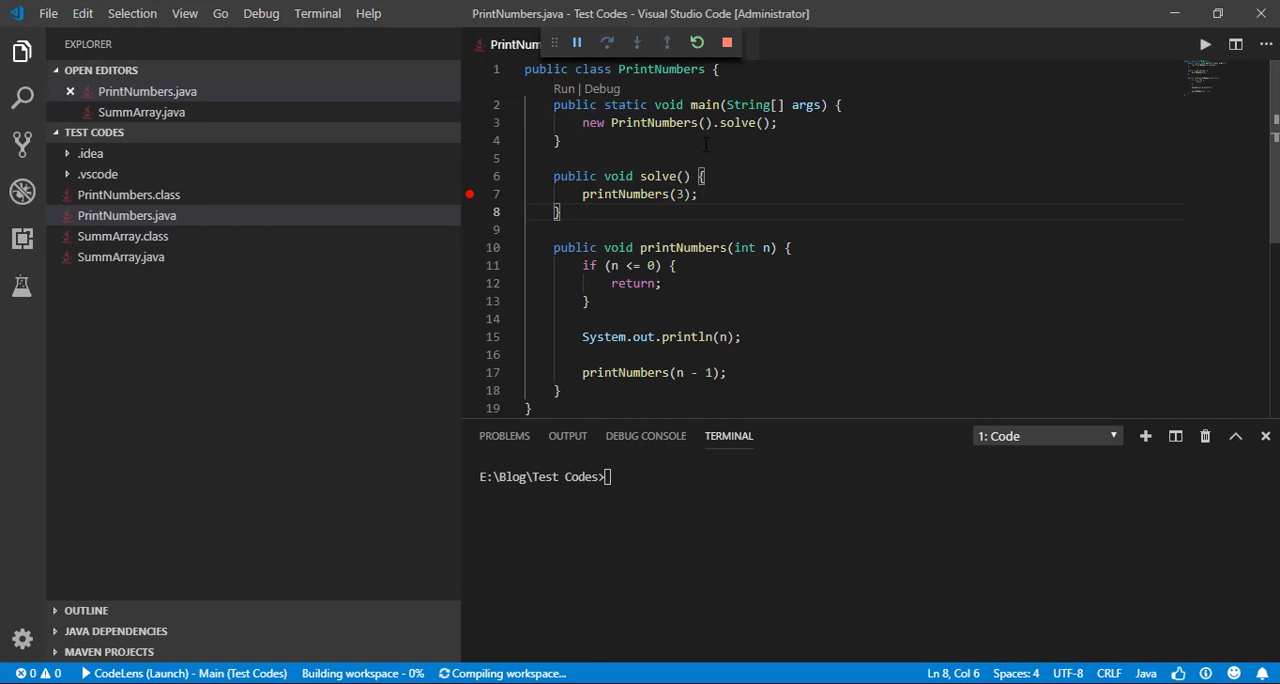 File Edit Selection View Go Debug Terminal Help PrintNumbers.java - Test Codes - Visual Studio Code [Administrator]
EXPLORER
OPEN EDITORS
PrintNumbers.java
SummArray.java
TEST CODES
.idea
.vscode
PrintNumbers.class
PrintNumbers.java
SummArray.class
SummArray.java
OUTLINE
JAVA DEPENDENCIES
MAVEN PROJECTS
PrintNum
1 public class PrintNumbers {
Run | Debug
2 public static void main(String[] args) {
3 new PrintNumbers().solve();
4 }
5
6 public void solve() {
7 printNumbers(3);
8 }
9
10 public void printNumbers(int n) {
11 if (n <= 0) {
12 return;
13 }
14
15 System.out.println(n);
16
17 printNumbers(n - 1);
18 }
19 }
PROBLEMS OUTPUT DEBUG CONSOLE TERMINAL 1: Code
E:\Blog\Test Codes>
0 0 CodeLens (Launch) - Main (Test Codes) Building workspace - 0% Compiling workspace... Ln 8, Col 6 Spaces: 4 UTF-8 CRLF Java